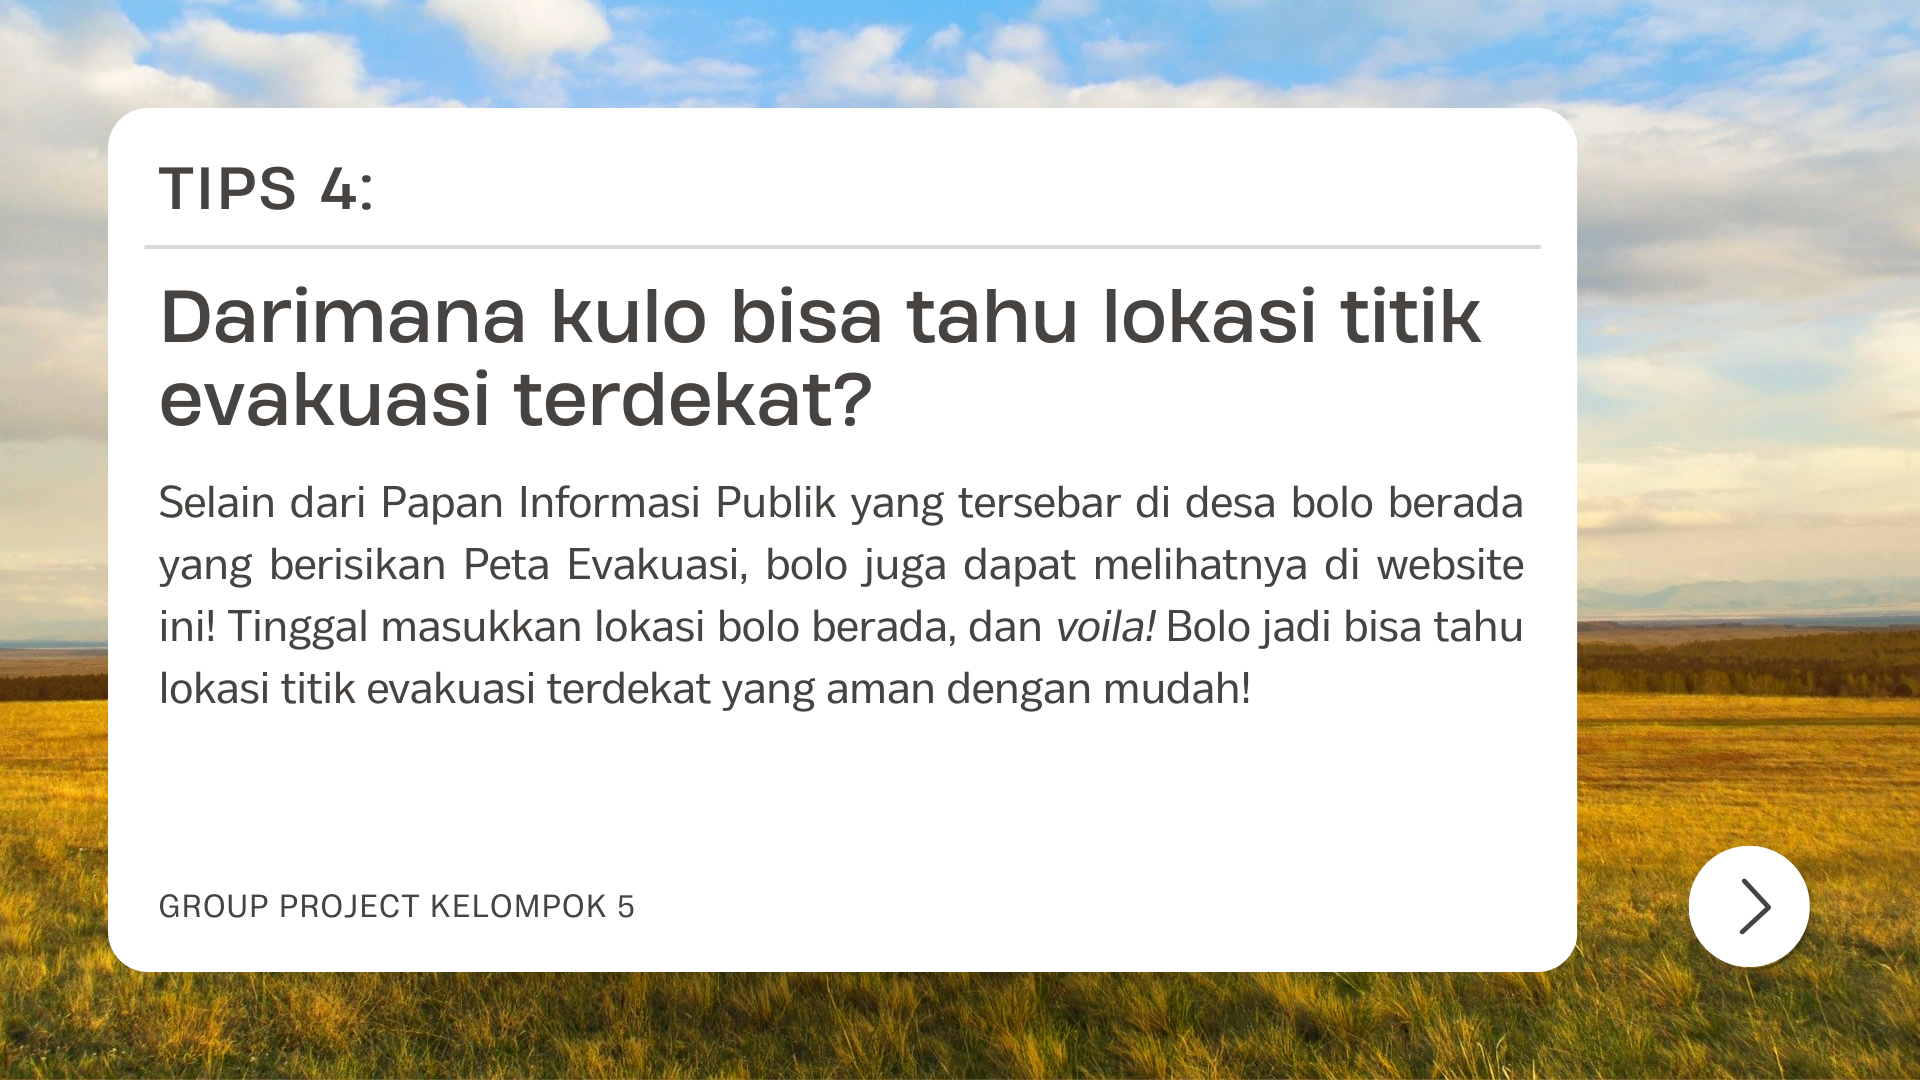 TIPS 4:
Darimana kulo bisa tahu lokasi titik
evakuasi terdekat?
Selain dari Papan Informasi Publik yang tersebar di desa bolo berada
yang berisikan Peta Evakuasi, bolo juga dapat melihatnya di website
ini! Tinggal masukkan lokasi bolo berada, dan voila! Bolo jadi bisa tahu
lokasi titik evakuasi terdekat yang aman dengan mudah!
GROUP PROJECT KELOMPOK 5